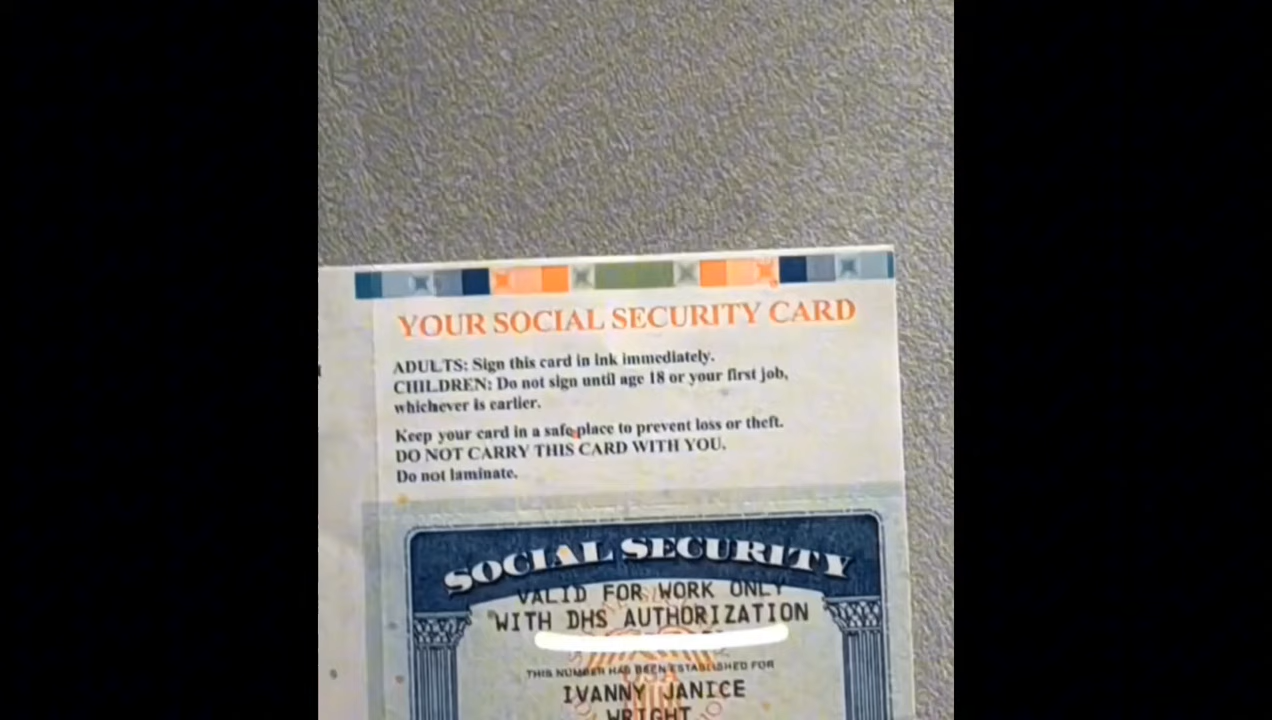 YOUR SOCIAL SECURITY CARD
ADULTS: Sign this card in ink immediately.
CHILDREN: Do not sign until age 18 or your first job,
whichever is earlier.
Keep your card in a safe place to prevent loss or theft.
DO NOT CARRY THIS CARD WITH YOU.
Do not laminate.
SOCIAL SECURITY
VALID FOR WORK ONLY
WITH DHS AUTHORIZATION
THIS NUMBER HAS BEEN ESTABLISHED FOR
USA
IVANNY JANICE
WRIGHT